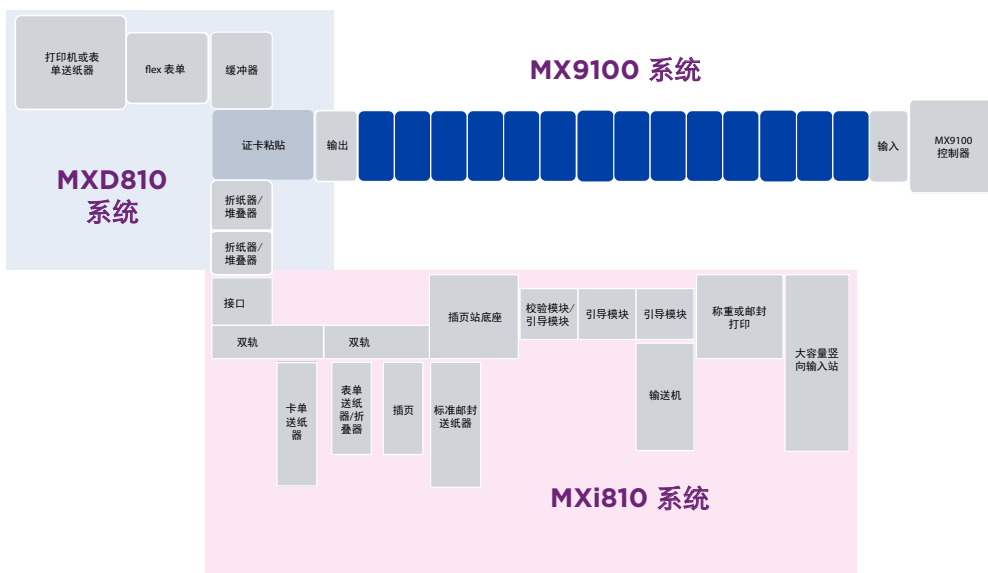 打印机或表
单送纸器
flex 表单
缓冲器
MX9100 系统
证卡粘贴
输出
输入
MX9100
控制器
MXD810
系统
折纸器/
堆叠器
折纸器/
堆叠器
接口
双轨
双轨
插页站底座
校验模块/
引导模块
引导模块
引导模块
称重或邮封
打印
大容量竖
向输入站
卡单
送纸
器
表单
送纸
器/折
叠器
插页
标准邮封
送纸器
输送机
MXi810 系统